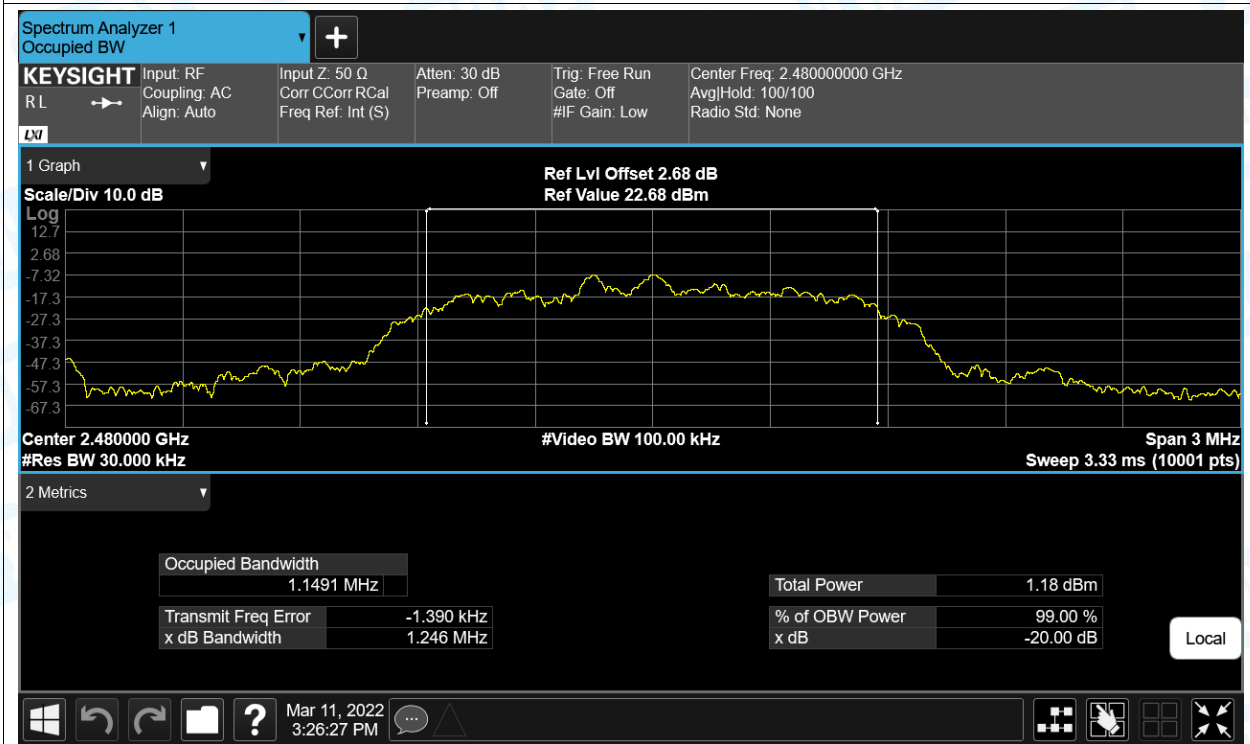 Spectrum Analyzer 1
Occupied BW
KEYSIGHT
R L
LXI
Input: RF
Coupling: AC
Align: Auto
Input Z: 50 Ω
Corr CCorr RCal
Freq Ref: Int (S)
Atten: 30 dB
Preamp: Off
Trig: Free Run
Gate: Off
#IF Gain: Low
Center Freq: 2.480000000 GHz
Avg|Hold: 100/100
Radio Std: None
1 Graph
Scale/Div 10.0 dB
Ref Lvl Offset 2.68 dB
Ref Value 22.68 dBm
Log
12.7
2.68
-7.32
-17.3
-27.3
-37.3
-47.3
-57.3
-67.3
Center 2.480000 GHz
#Res BW 30.000 kHz
#Video BW 100.00 kHz
Span 3 MHz
Sweep 3.33 ms (10001 pts)
2 Metrics
Occupied Bandwidth
1.1491 MHz
Transmit Freq Error -1.390 kHz
x dB Bandwidth 1.246 MHz
Total Power 1.18 dBm
% of OBW Power 99.00 %
x dB -20.00 dB
Local
?
Mar 11, 2022
3:26:27 PM